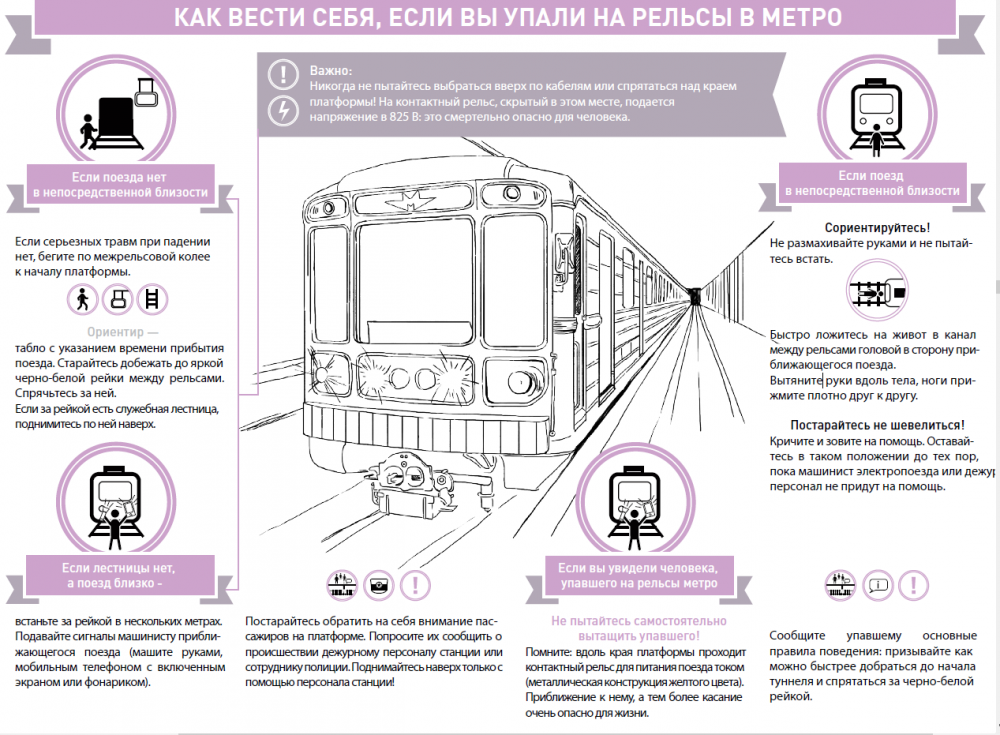 КАК ВЕСТИ СЕБЯ, ЕСЛИ ВЫ УПАЛИ НА РЕЛЬСЫ В МЕТРО
Важно:
Никогда не пытайтесь выбраться вверх по кабелям или спрятаться над краем
платформы! На контактный рельс, скрытый в этом месте, подается
напряжение в 825 В: это смертельно опасно для человека.
Если поезда нет
в непосредственной близости
Если серьезных травм при падении
нет, бегите по межрельсовой колее
к началу платформы.
Ориентир —
табло с указанием времени прибытия
поезда. Старайтесь добежать до яркой
черно-белой рейки между рельсами.
Спрячьтесь за ней.
Если за рейкой есть служебная лестница,
поднимитесь по ней наверх.
Если лестницы нет,
а поезд близко -
встаньте за рейкой в нескольких метрах.
Подавайте сигналы машинисту прибли-
жающегося поезда (машите руками,
мобильным телефоном с включенным
экраном или фонариком).
Постарайтесь обратить на себя внимание пас-
сажиров на платформе. Попросите их сообщить о
происшествии дежурному персоналу станции или
сотруднику полиции. Поднимайтесь наверх только с
помощью персонала станции!
Если поезд
в непосредственной близости
Сориентируйтесь!
Не размахивайте руками и не пытай-
тесь встать.
Быстро ложитесь на живот в канал
между рельсами головой в сторону при-
ближающегося поезда.
Вытяните руки вдоль тела, ноги при-
жмите плотно друг к другу.
Постарайтесь не шевелиться!
Кричите и зовите на помощь. Оставай-
тесь в таком положении до тех пор,
пока машинист электропоезда или дежур
персонал не придут на помощь.
Если вы увидели человека,
упавшего на рельсы метро
Не пытайтесь самостоятельно
вытащить упавшего!
Помните: вдоль края платформы проходит
контактный рельс для питания поезда током
(металлическая конструкция желтого цвета).
Приближение к нему, а тем более касание
очень опасно для жизни.
Сообщите упавшему основные
правила поведения: призывайте как
можно быстрее добраться до начала
туннеля и спрятаться за черно-белой
рейкой.